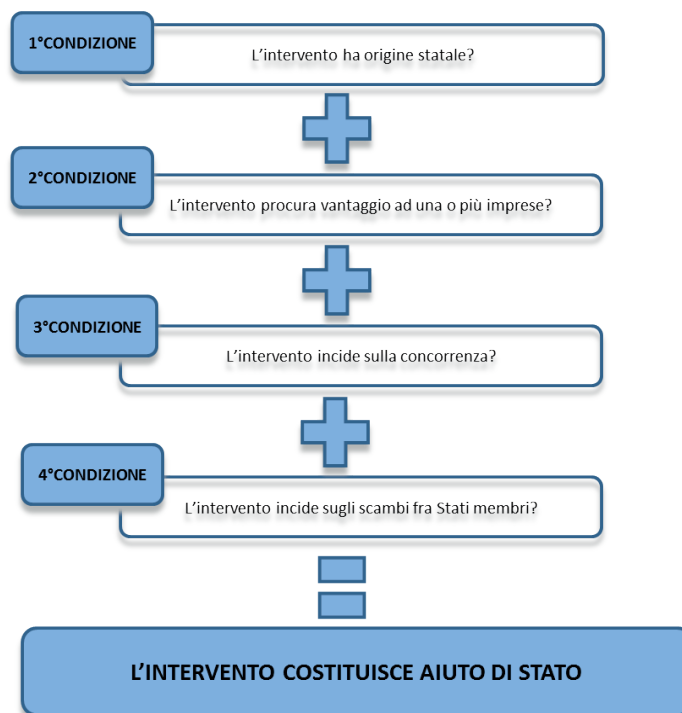 1°CONDIZIONE
L'intervento ha origine statale?
2°CONDIZIONE
L'intervento procura vantaggio ad una o più imprese?
3°CONDIZIONE
L'intervento incide sulla concorrenza?
4°CONDIZIONE
L'intervento incide sugli scambi fra Stati membri?
L'INTERVENTO COSTITUISCE AIUTO DI STATO